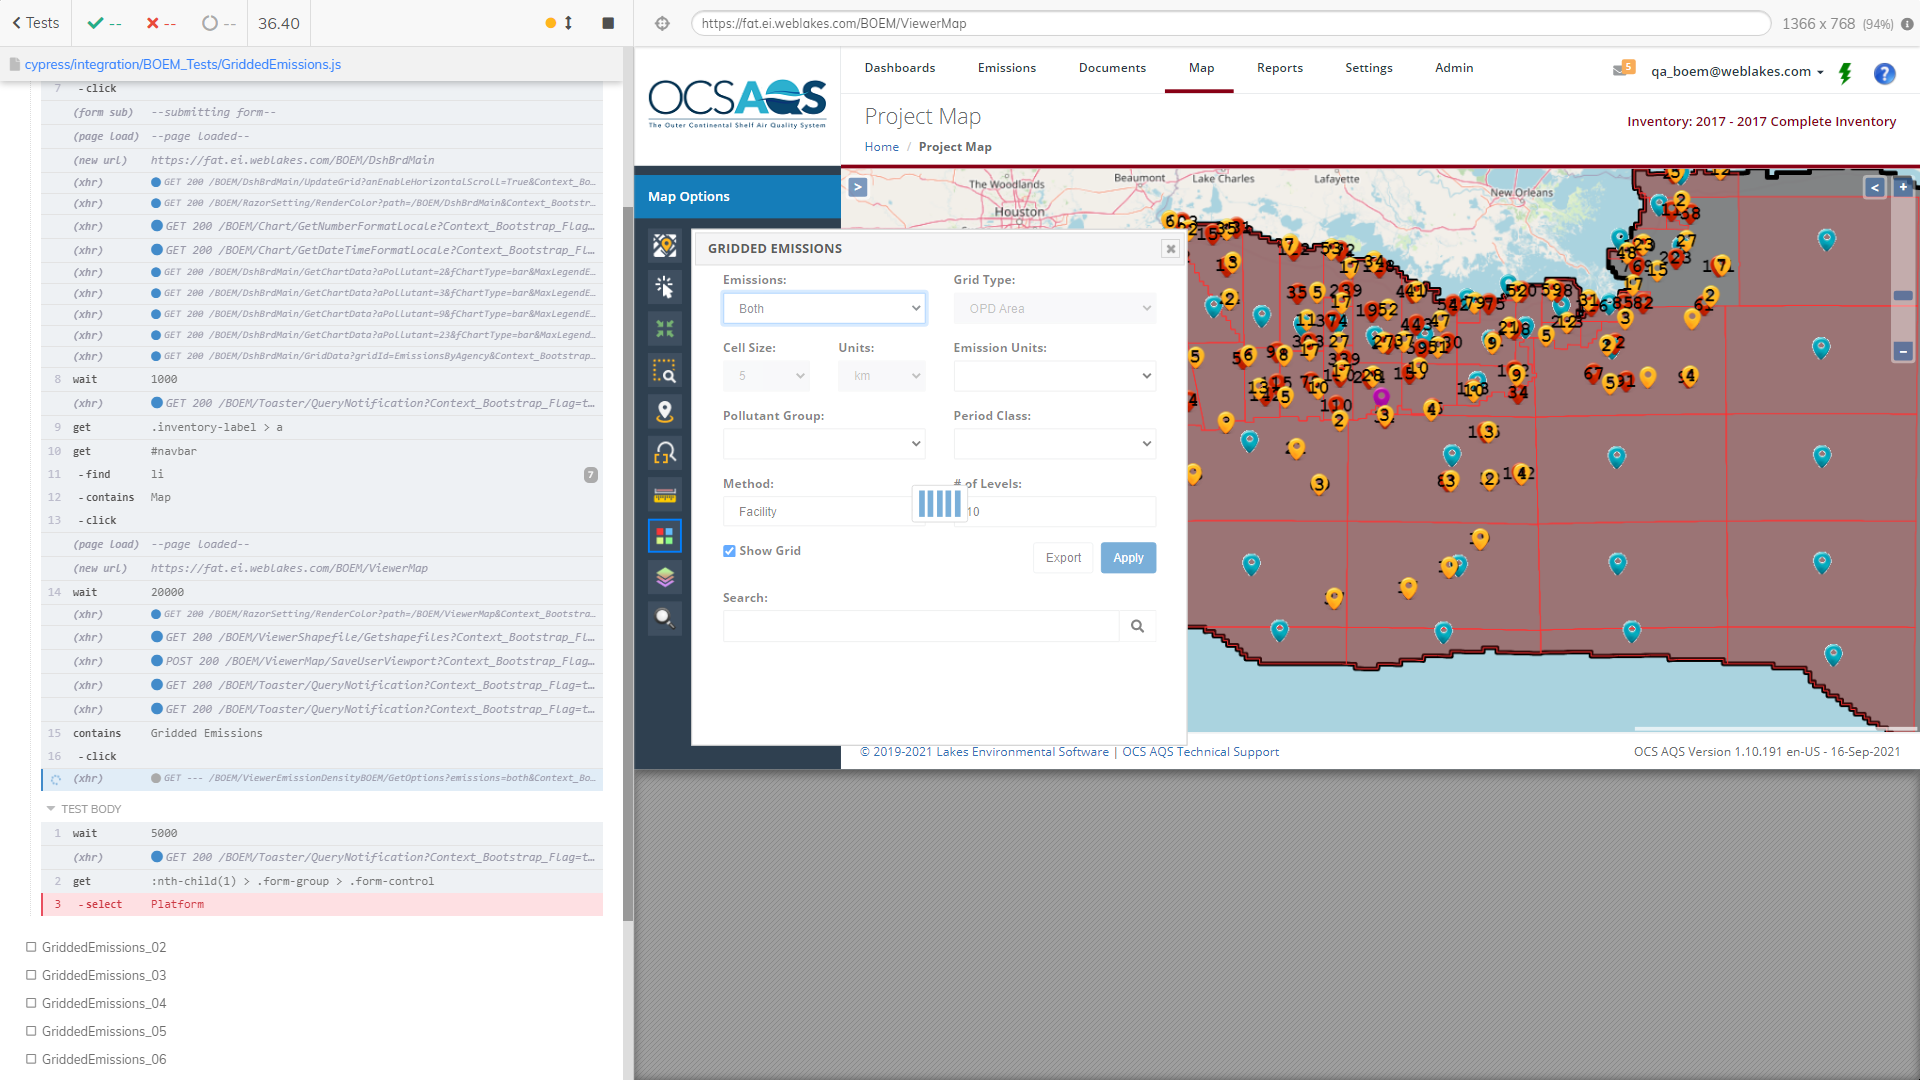 Tests
--
--
--
36.40
cypress/integration/BOEM_Tests/GriddedEmissions.js
7 -click
(form sub) --submitting form--
(page load) --page loaded--
(new url) https://fat.ei.weblakes.com/BOEM/DshBrdMain
(xhr) GET 200 /BOEM/DshBrdMain/UpdateGrid?anEnableHorizontalScroll=True&Context_Bo...
(xhr) GET 200 /BOEM/RazorSetting/RenderColor?path=/BOEM/DshBrdMain&Context_Bootstr...
(xhr) GET 200 /BOEM/Chart/GetNumberFormatLocale?Context_Bootstrap_Flag...
(xhr) GET 200 /BOEM/Chart/GetDateTimeFormatLocale?Context_Bootstrap_Fl...
(xhr) GET 200 /BOEM/DshBrdMain/GetChartData?aPollutant=2&fChartType=bar&MaxLegendE...
(xhr) GET 200 /BOEM/DshBrdMain/GetChartData?aPollutant=3&fChartType=bar&MaxLegendE...
(xhr) GET 200 /BOEM/DshBrdMain/GetChartData?aPollutant=9&fChartType=bar&MaxLegendE...
(xhr) GET 200 /BOEM/DshBrdMain/GetChartData?aPollutant=23&fChartType=bar&MaxLegend...
(xhr) GET 200 /BOEM/DshBrdMain/GridData?gridId=EmissionsByAgency&Context_Bootstrap...
8 wait 1000
(xhr) GET 200 /BOEM/Toaster/QueryNotification?Context_Bootstrap_Flag=t...
9 get .inventory-label > a
10 get #navbar
11 -find li 7
12 -contains Map
13 -click
(page load) --page loaded--
(new url) https://fat.ei.weblakes.com/BOEM/ViewerMap
14 wait 20000
(xhr) GET 200 /BOEM/RazorSetting/RenderColor?path=/BOEM/ViewerMap&Context_Bootstra...
(xhr) GET 200 /BOEM/ViewerShapefile/Getshapefiles?Context_Bootstrap_Fl...
(xhr) POST 200 /BOEM/ViewerMap/SaveUserViewport?Context_Bootstrap_Flag...
(xhr) GET 200 /BOEM/Toaster/QueryNotification?Context_Bootstrap_Flag=t...
(xhr) GET 200 /BOEM/Toaster/QueryNotification?Context_Bootstrap_Flag=t...
15 contains Gridded Emissions
16 -click
(xhr) GET --- /BOEM/ViewerEmissionDensityBOEM/GetOptions?emissions=both&Context_Bo...
TEST BODY
1 wait 5000
(xhr) GET 200 /BOEM/Toaster/QueryNotification?Context_Bootstrap_Flag=t...
2 get :nth-child(1) > .form-group > .form-control
3 -select Platform
GriddedEmissions_02
GriddedEmissions_03
GriddedEmissions_04
GriddedEmissions_05
GriddedEmissions_06
https://fat.ei.weblakes.com/BOEM/ViewerMap
1366 x 768 (94%)
OCSAQS
The Outer Continental Shelf Air Quality System
Dashboards Emissions Documents Map Reports Settings Admin
5 qa_boem@weblakes.com ?
Project Map
Home / Project Map
Inventory: 2017 - 2017 Complete Inventory
Map Options
The Woodlands
Beaumont
Lake Charles
Lafayette
New Orleans
Houston
GRIDDED EMISSIONS
Emissions: Grid Type:
Both OPD Area
Cell Size: Units: Emission Units:
5 km
Pollutant Group: Period Class:
Method: # of Levels:
Facility 10
Show Grid Export Apply
Search:
© 2019-2021 Lakes Environmental Software | OCS AQS Technical Support
OCS AQS Version 1.10.191 en-US - 16-Sep-2021